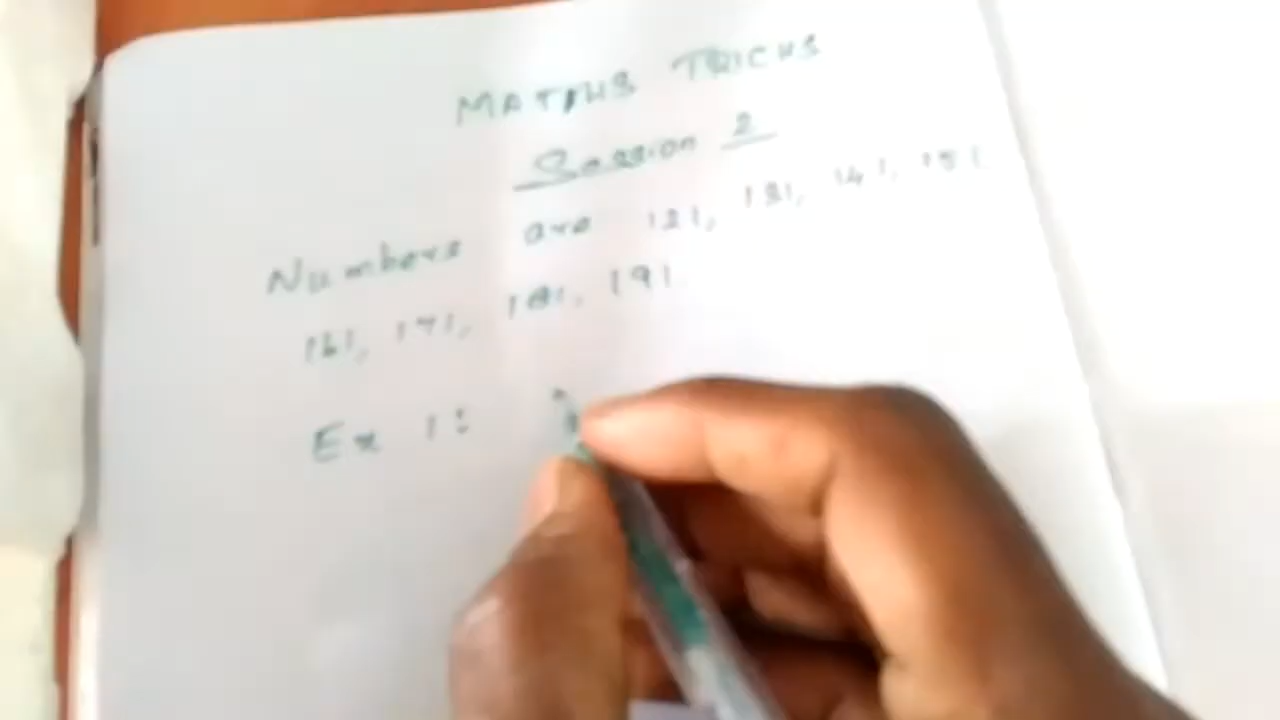 MATHS TRICKS
Session 2
Numbers are 121, 131, 141, 151
161, 171, 181, 191
Ex 1: